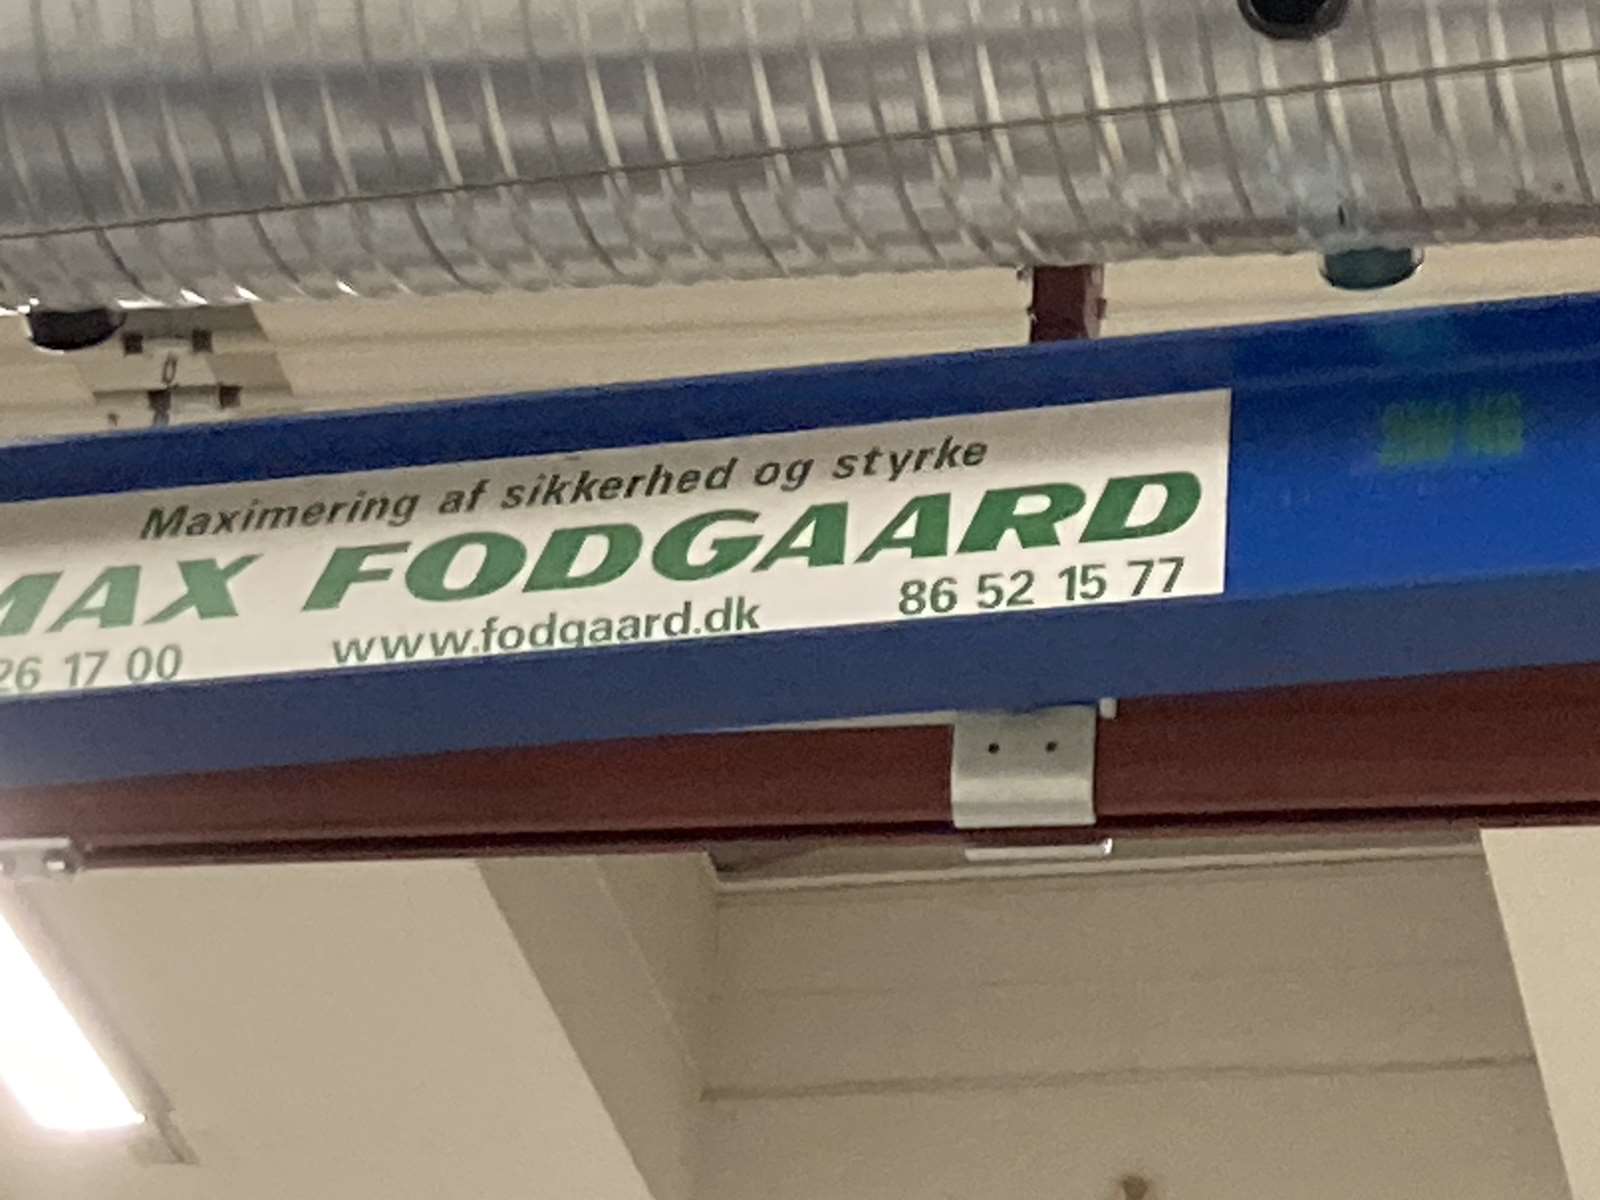 Maximering af sikkerhed og styrke
MAX FODGAARD
26 17 00 www.fodgaard.dk 86 52 15 77